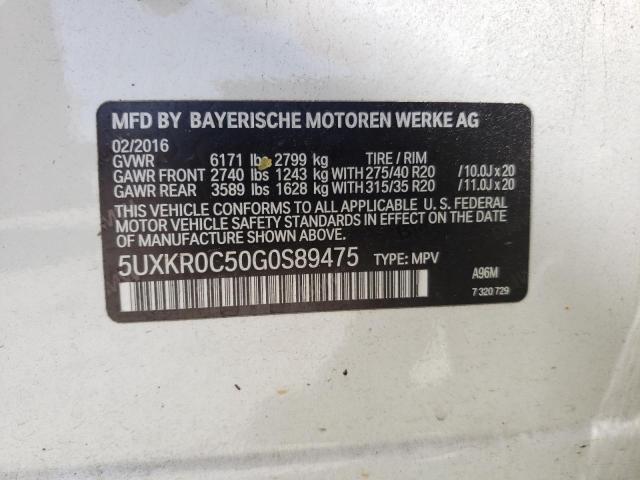 MFD BY BAYERISCHE MOTOREN WERKE AG
02/2016
GVWR 6171 lbs 2799 kg TIRE / RIM
GAWR FRONT 2740 lbs 1243 kg WITH 275/40 R20 /10.0J x 20
GAWR REAR 3589 lbs 1628 kg WITH 315/35 R20 /11.0J x 20
THIS VEHICLE CONFORMS TO ALL APPLICABLE U. S. FEDERAL
MOTOR VEHICLE SAFETY STANDARDS IN EFFECT ON THE
DATE OF MANUFACTURE SHOWN ABOVE.
5UXKR0C50G0S89475 TYPE: MPV
A96M
7 320 729